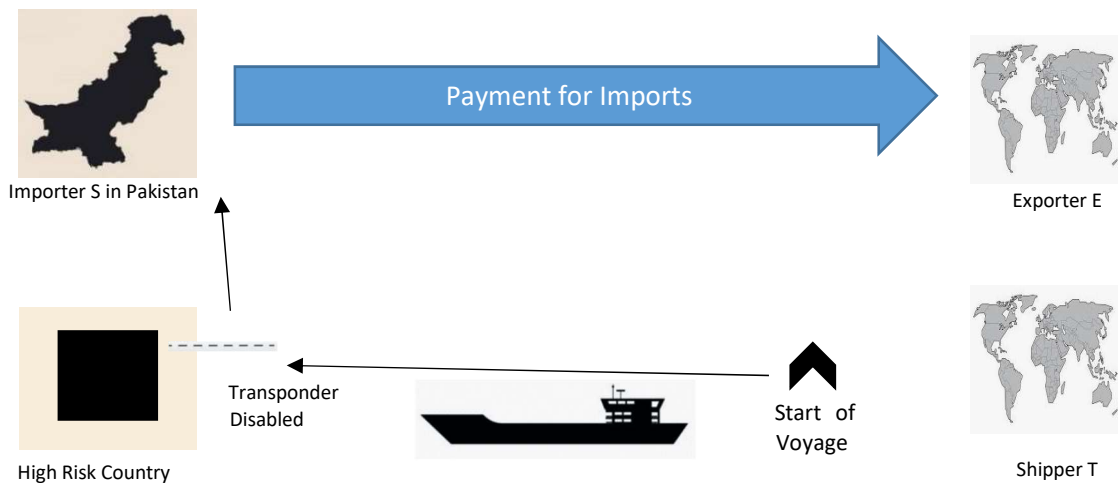 Payment for Imports
Importer S in Pakistan
Exporter E
Transponder
Disabled
Start of
Voyage
High Risk Country
Shipper T